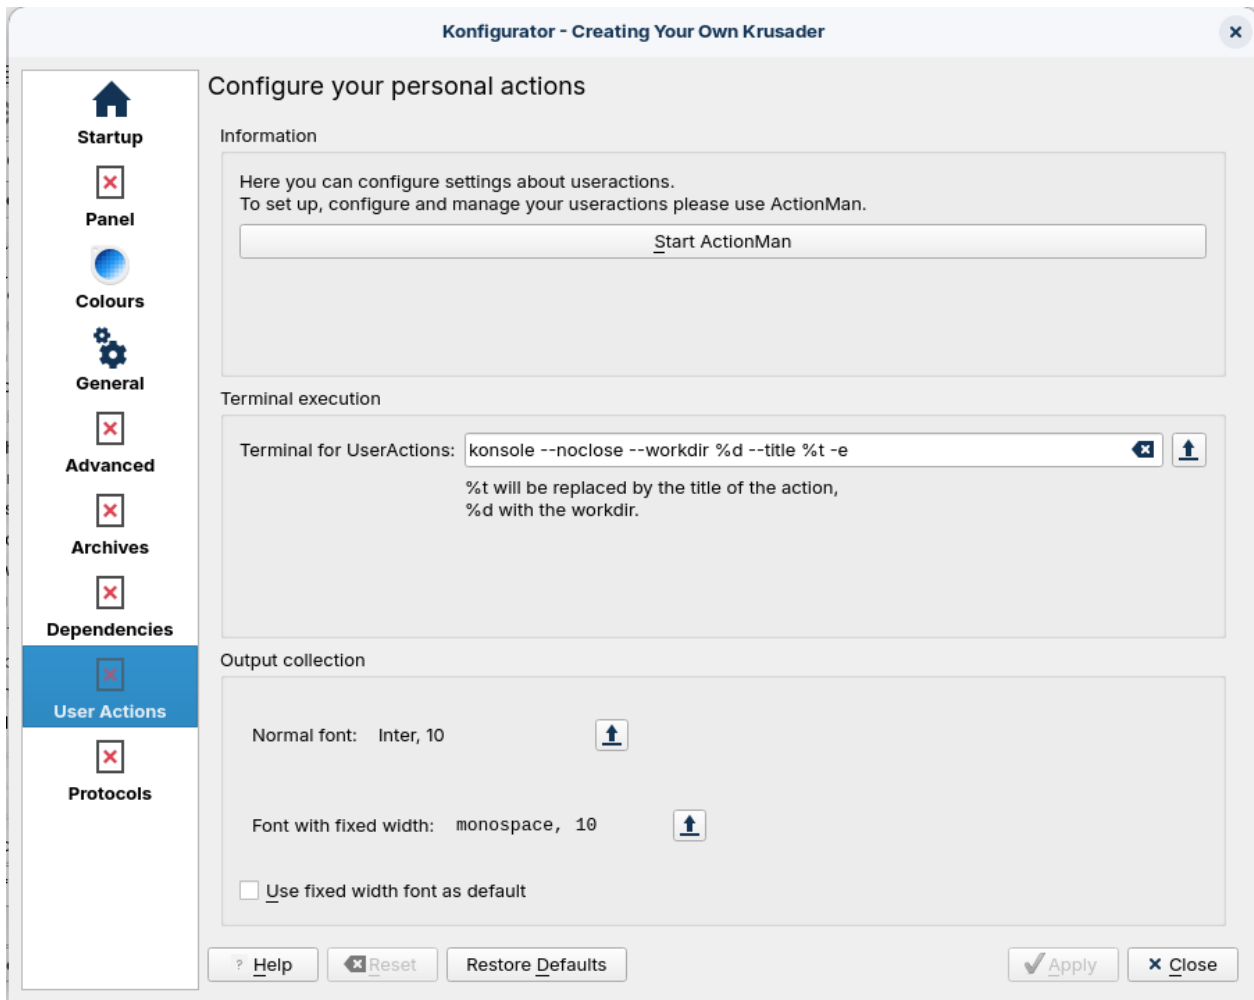 Konfigurator - Creating Your Own Krusader
Startup
Panel
Colours
General
Advanced
Archives
Dependencies
User Actions
Protocols
Configure your personal actions
Information
Here you can configure settings about useractions.
To set up, configure and manage your useractions please use ActionMan.
Start ActionMan
Terminal execution
Terminal for UserActions: konsole --noclose --workdir %d --title %t -e
%t will be replaced by the title of the action,
%d with the workdir.
Output collection
Normal font: Inter, 10
Font with fixed width: monospace, 10
Use fixed width font as default
? Help Reset Restore Defaults Apply Close